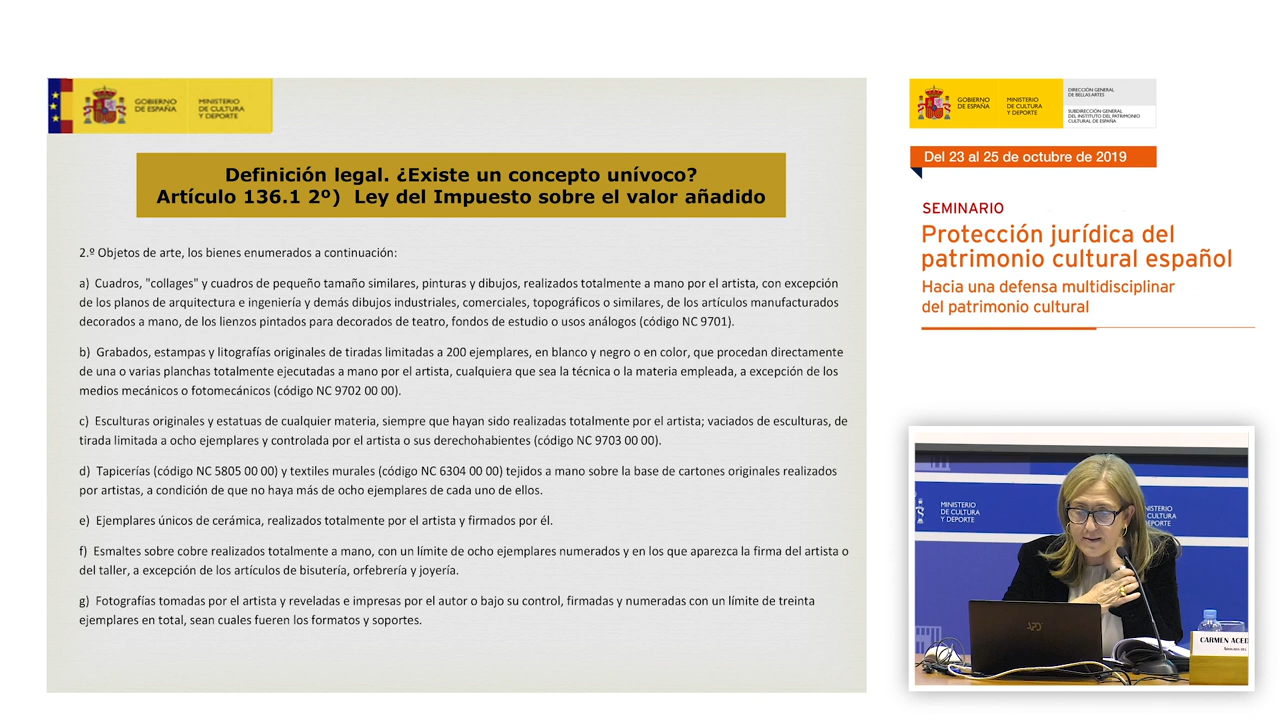 GOBIERNO
DE ESPAÑA
MINISTERIO
DE CULTURA
Y DEPORTE
Definición legal. ¿Existe un concepto unívoco?
Artículo 136.1 2º) Ley del Impuesto sobre el valor añadido
2.º Objetos de arte, los bienes enumerados a continuación:
a) Cuadros, "collages" y cuadros de pequeño tamaño similares, pinturas y dibujos, realizados totalmente a mano por el artista, con excepción
de los planos de arquitectura e ingeniería y demás dibujos industriales, comerciales, topográficos o similares, de los artículos manufacturados
decorados a mano, de los lienzos pintados para decorados de teatro, fondos de estudio o usos análogos (código NC 9701).
b) Grabados, estampas y litografías originales de tiradas limitadas a 200 ejemplares, en blanco y negro o en color, que procedan directamente
de una o varias planchas totalmente ejecutadas a mano por el artista, cualquiera que sea la técnica o la materia empleada, a excepción de los
medios mecánicos o fotomecánicos (código NC 9702 00 00).
c) Esculturas originales y estatuas de cualquier materia, siempre que hayan sido realizadas totalmente por el artista; vaciados de esculturas, de
tirada limitada a ocho ejemplares y controlada por el artista o sus derechohabientes (código NC 9703 00 00).
d) Tapicerías (código NC 5805 00 00) y textiles murales (código NC 6304 00 00) tejidos a mano sobre la base de cartones originales realizados
por artistas, a condición de que no haya más de ocho ejemplares de cada uno de ellos.
e) Ejemplares únicos de cerámica, realizados totalmente por el artista y firmados por él.
f) Esmaltes sobre cobre realizados totalmente a mano, con un límite de ocho ejemplares numerados y en los que aparezca la firma del artista o
del taller, a excepción de los artículos de bisutería, orfebrería y joyería.
g) Fotografías tomadas por el artista y reveladas e impresas por el autor o bajo su control, firmadas y numeradas con un límite de treinta
ejemplares en total, sean cuales fueren los formatos y soportes.
GOBIERNO
DE ESPAÑA
MINISTERIO
DE CULTURA
Y DEPORTE
DIRECCIÓN GENERAL
DE BELLAS ARTES
SUBDIRECCIÓN GENERAL
DEL INSTITUTO DEL PATRIMONIO
CULTURAL DE ESPAÑA
Del 23 al 25 de octubre de 2019
SEMINARIO
Protección jurídica del
patrimonio cultural español
Hacia una defensa multidisciplinar
del patrimonio cultural
MINISTERIO
DE CULTURA
Y DEPORTE
CARMEN